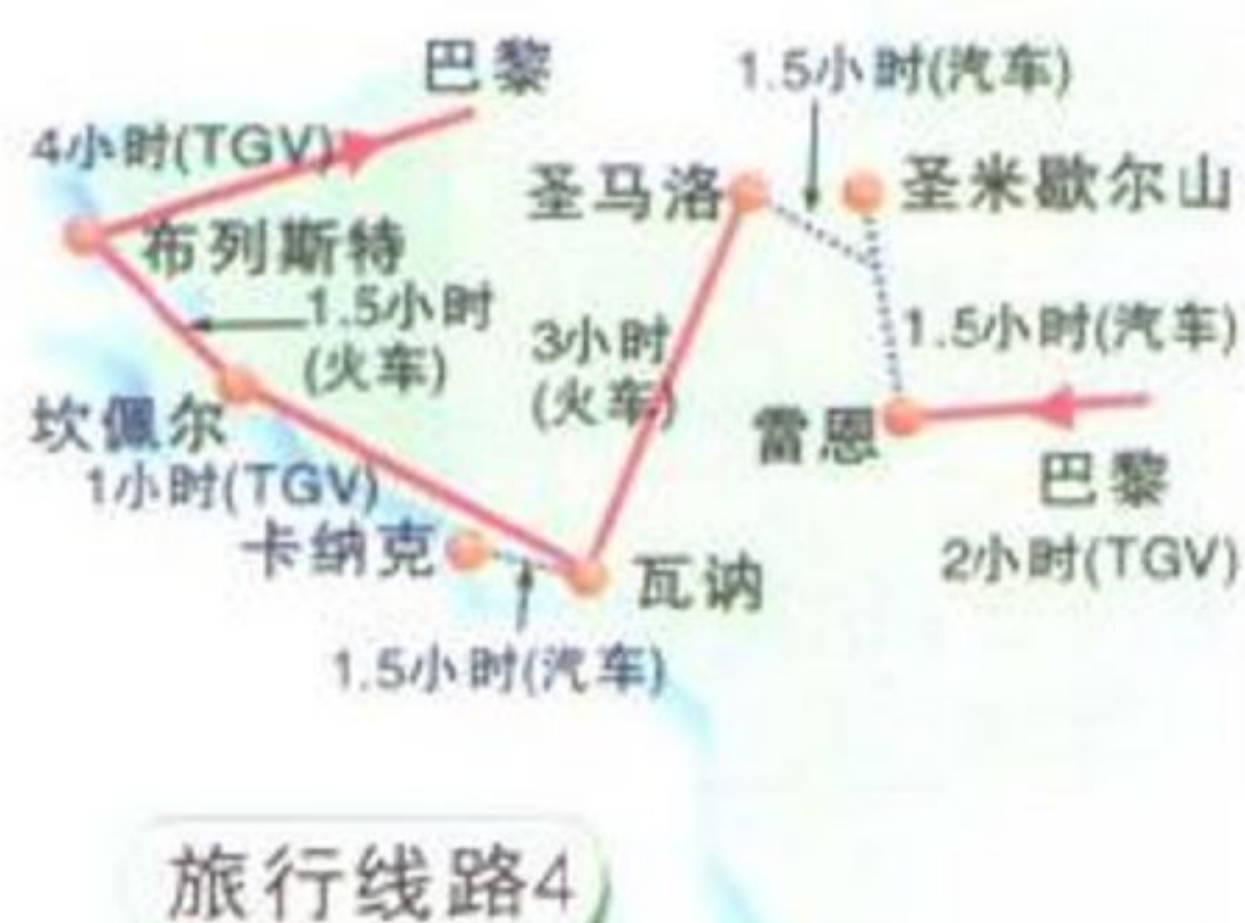 巴黎
1.5小时(汽车)
4小时(TGV)
圣马洛
圣米歇尔山
布列斯特
1.5小时
(火车)
3小时
(火车)
1.5小时(汽车)
坎佩尔
雷恩
巴黎
1小时(TGV)
卡纳克
2小时(TGV)
瓦讷
1.5小时(汽车)
旅行线路4